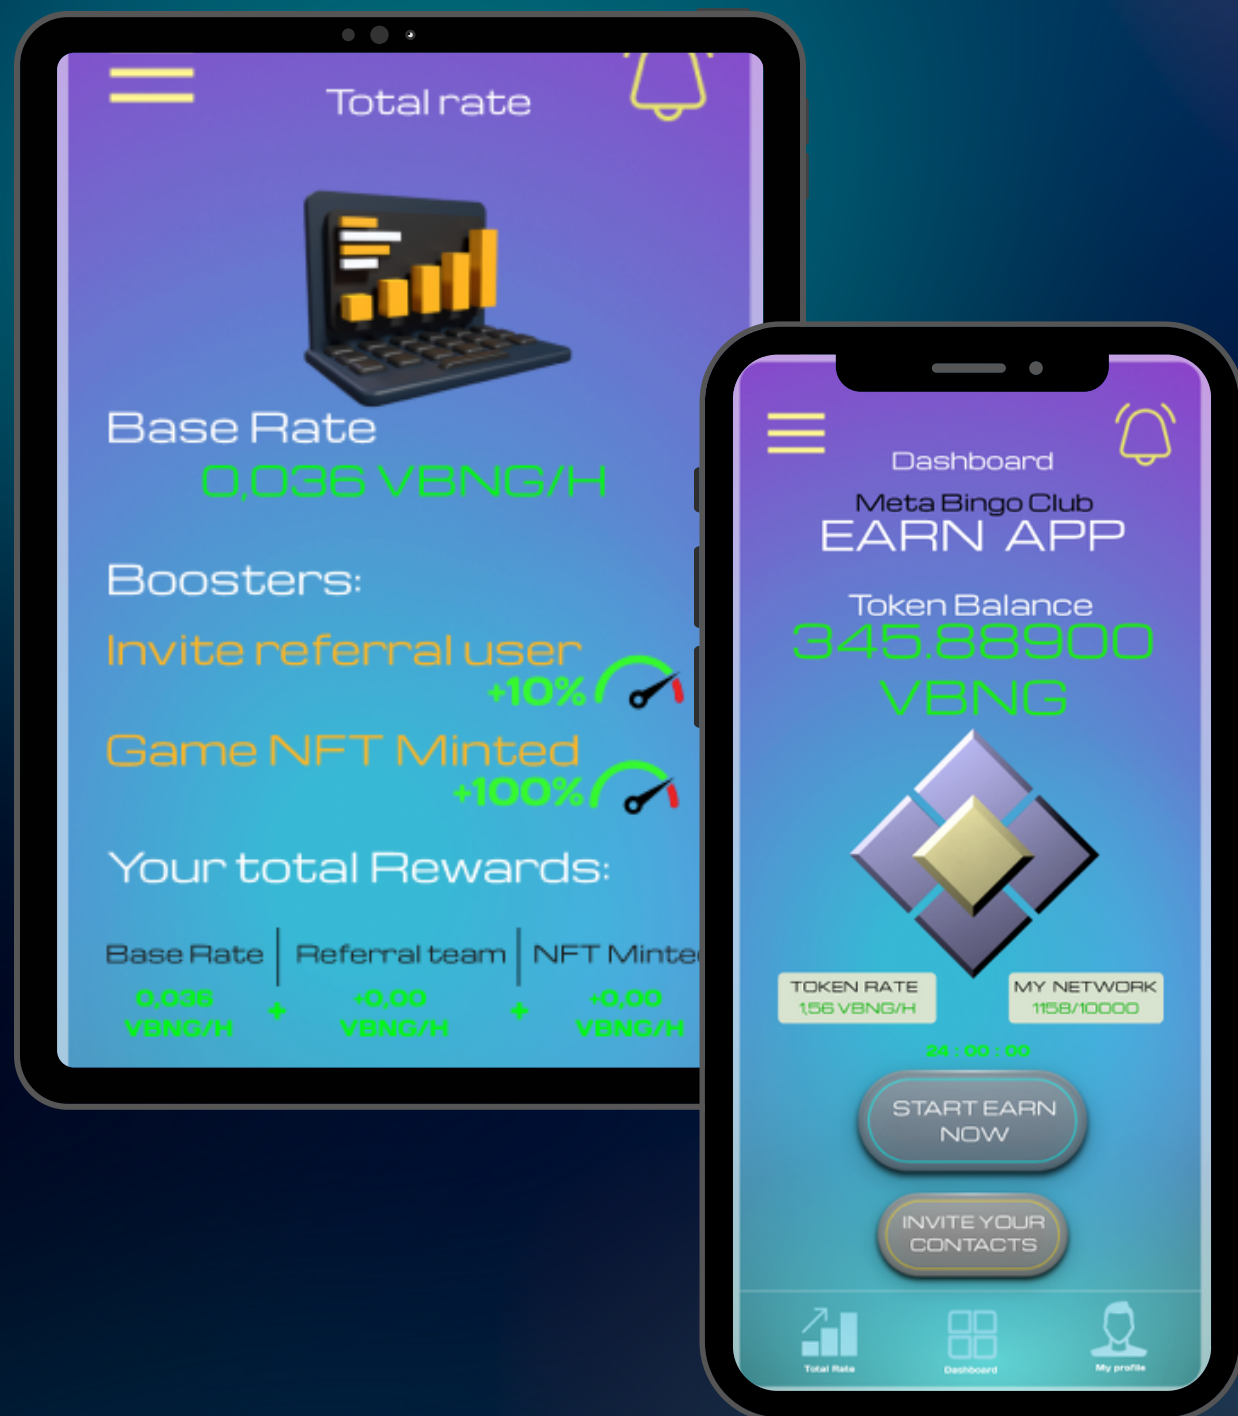 Total rate
Base Rate
0,036 VBNG/H
Boosters:
Invite referral user
+10%
Game NFT Minted
+100%
Your total Rewards:
Base Rate
Referral team
NFT Minted
0,036
VBNG/H
+
+0,00
VBNG/H
+
+0,00
VBNG/H
Dashboard
Meta Bingo Club
EARN APP
Token Balance
345.88900
VBNG
TOKEN RATE
1,56 VBNG/H
MY NETWORK
1158/10000
24 : 00 : 00
START EARN
NOW
INVITE YOUR
CONTACTS
Total Rate
Dashboard
My profile